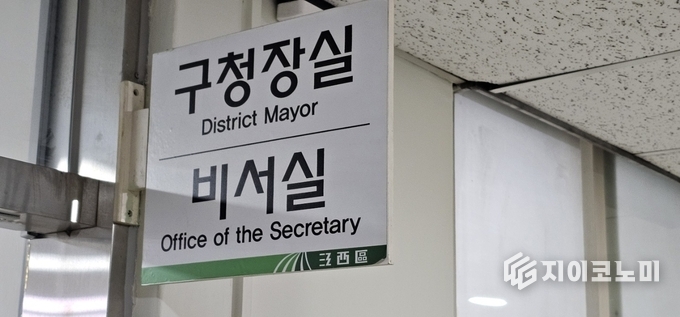 구청장실
District Mayor
비서실
Office of the Secretary
江西區
지이코노미